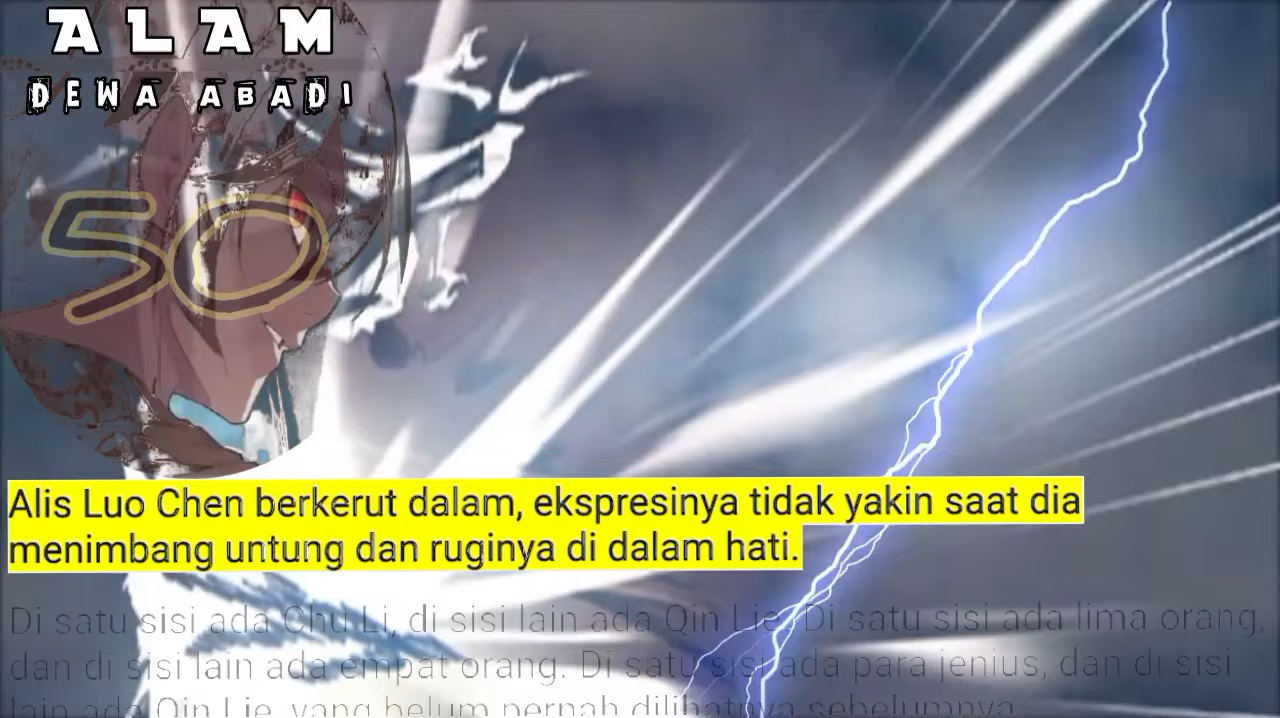 ALAM
DEWA ABADI
50
Alis Luo Chen berkerut dalam, ekspresinya tidak yakin saat dia
menimbang untung dan ruginya di dalam hati.
Di satu sisi ada Chu Li, di sisi lain ada Qin Lie. Di satu sisi ada lima orang,
dan di sisi lain ada empat orang. Di satu sisi ada para jenius, dan di sisi
lain ada Qin Lie, yang belum pernah dilihatnya sebelumnya.